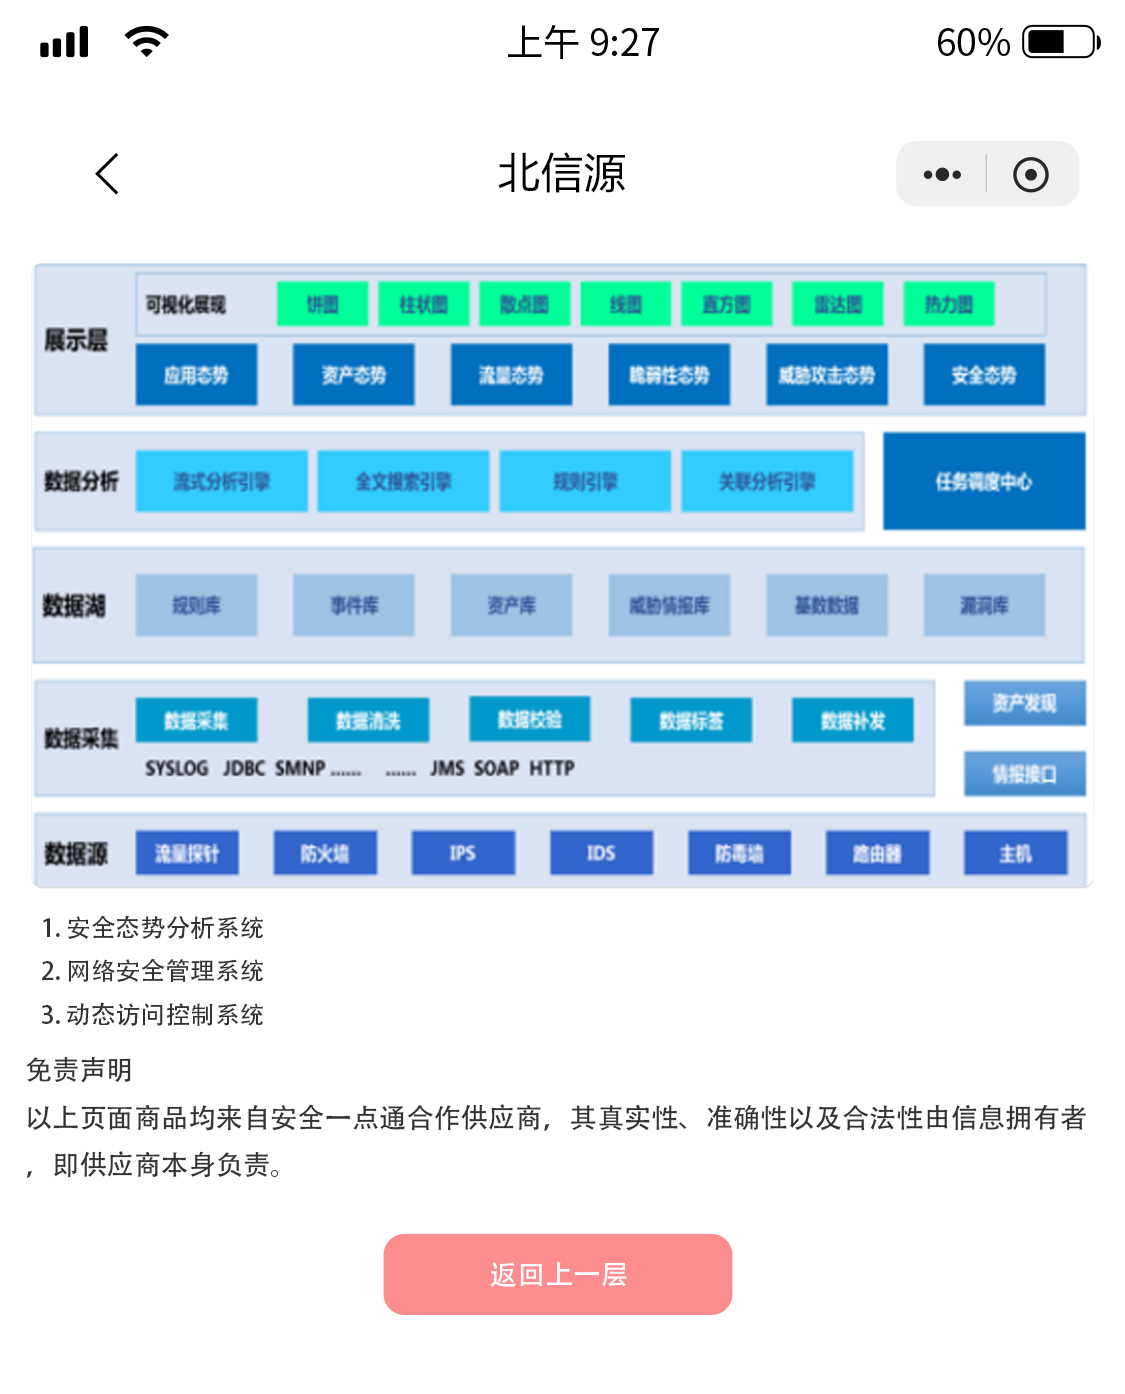 上午 9:27
60%
北信源
可视化展现 饼图 柱状图 散点图 线图 直方图 雷达图 热力图
展示层
应用态势 资产态势 流量态势 脆弱性态势 威胁攻击态势 安全态势
数据分析 流式分析引擎 全文搜索引擎 规则引擎 关联分析引擎 任务调度中心
数据湖 规则库 事件库 资产库 威胁情报库 基数数据 漏洞库
数据采集 数据清洗 数据校验 数据标签 数据补发 资产发现
数据采集
SYSLOG JDBC SMNP ...... ...... JMS SOAP HTTP 情报接口
数据源 流量探针 防火墙 IPS IDS 防毒墙 路由器 主机
1. 安全态势分析系统
2. 网络安全管理系统
3. 动态访问控制系统
免责声明
以上页面商品均来自安全一点通合作供应商，其真实性、准确性以及合法性由信息拥有者
，即供应商本身负责。
返回上一层